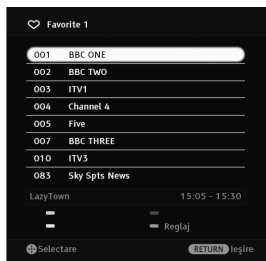 Favorite 1
001 BBC ONE
002 BBC TWO
003 ITV1
004 Channel 4
005 Five
007 BBC THREE
010 ITV3
083 Sky Spts News
LazyTown 15:05 - 15:30
Reglaj
Selectare RETURN Ieşire